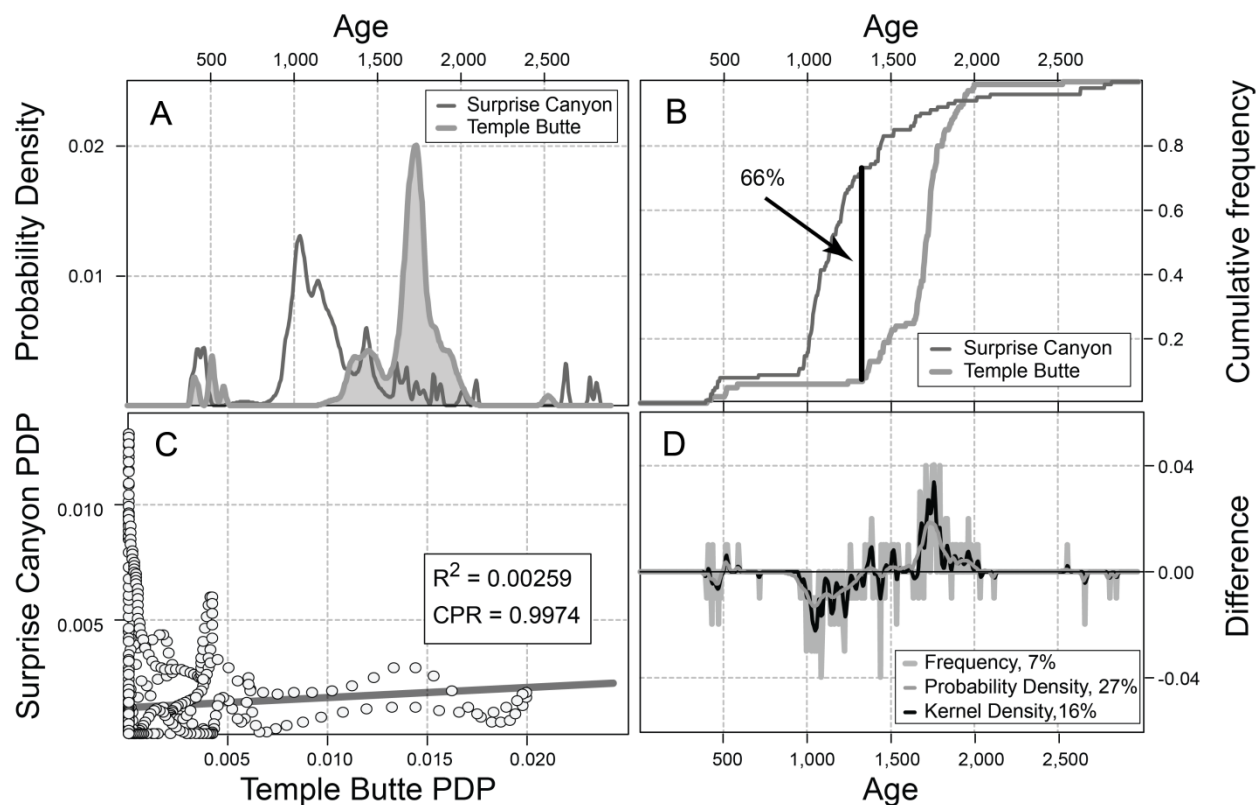 Age
500 1,000 1,500 2,000 2,500
A
Surprise Canyon
Temple Butte
Probability Density
0.02
0.01
Age
500 1,000 1,500 2,000 2,500
B
66%
0.8
0.6
0.4
0.2
Cumulative frequency
Surprise Canyon
Temple Butte
C
Surprise Canyon PDP
0.010
0.005
R² = 0.00259
CPR = 0.9974
0.005 0.010 0.015 0.020
Temple Butte PDP
D
0.04
0.00
-0.04
Difference
Frequency, 7%
Probability Density, 27%
Kernel Density,16%
500 1,000 1,500 2,000 2,500
Age